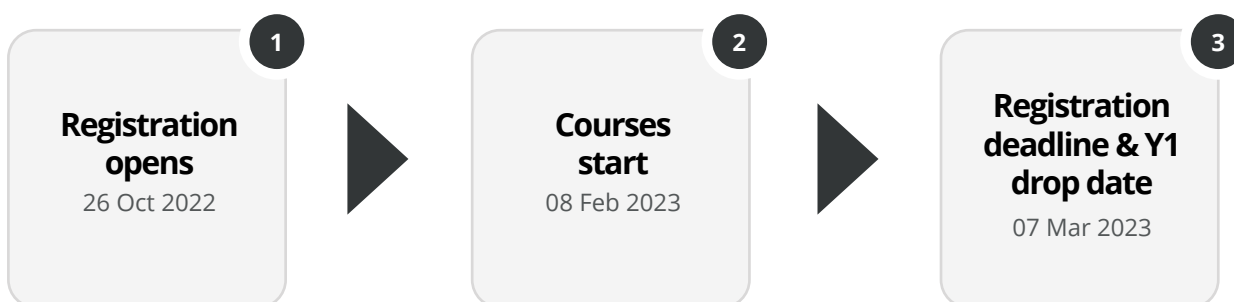 1
Registration
opens
26 Oct 2022
2
Courses
start
08 Feb 2023
3
Registration
deadline & Y1
drop date
07 Mar 2023